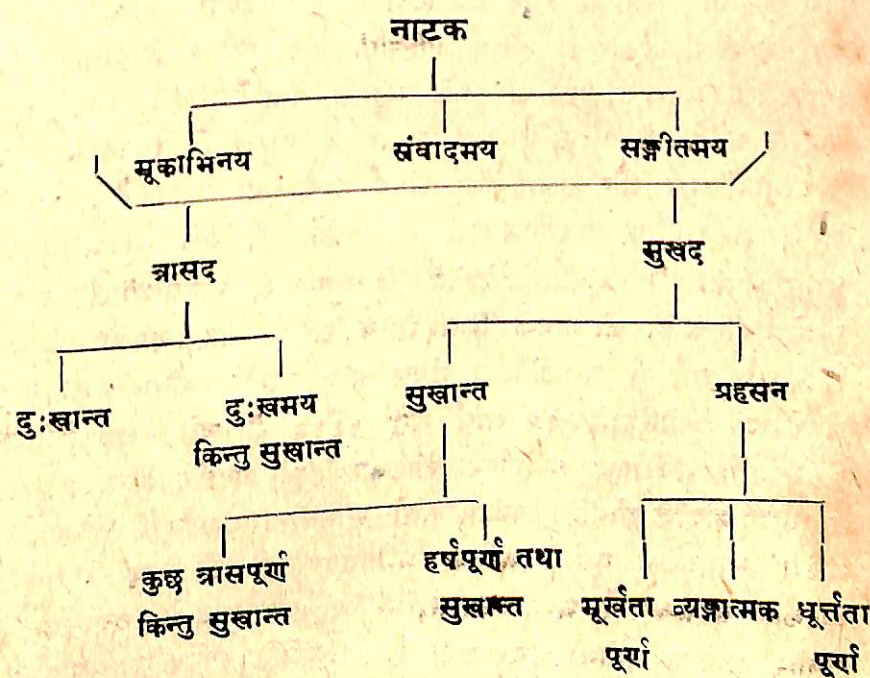 नाटक
मूकाभिनय संवादमय सङ्गीतमय
त्रासद सुखद
दु:खान्त दु:खमय सुखान्त प्रहसन
किन्तु सुखान्त
कुछ त्रासपूर्ण हर्षपूर्ण तथा
किन्तु सुखान्त सुखान्त मूर्खता व्यङ्गात्मक धूर्त्तता
पूर्ण पूर्ण